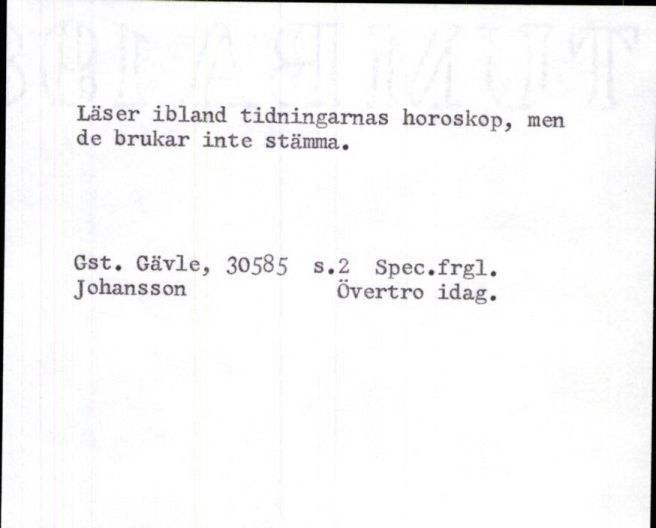 Läser ibland tidningarnas horoskop, men
de brukar inte stämma.
Gst. Gävle, 30585 s.2 Spec.frgl.
Johansson Övertro idag.